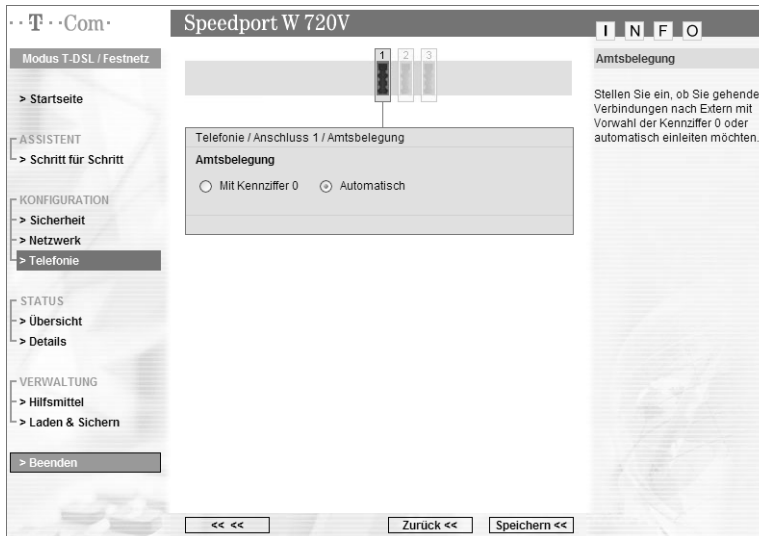 ··T··Com·
Speedport W 720V
I N F O
Modus T-DSL / Festnetz
> Startseite
ASSISTENT
> Schritt für Schritt
KONFIGURATION
> Sicherheit
> Netzwerk
> Telefonie
STATUS
> Übersicht
> Details
VERWALTUNG
> Hilfsmittel
> Laden & Sichern
> Beenden
1 2 3
Telefonie / Anschluss 1 / Amtsbelegung
Amtsbelegung
Mit Kennziffer 0 Automatisch
<< <<
Zurück <<
Speichern <<
Amtsbelegung
Stellen Sie ein, ob Sie gehende
Verbindungen nach Extern mit
Vorwahl der Kennziffer 0 oder
automatisch einleiten möchten.